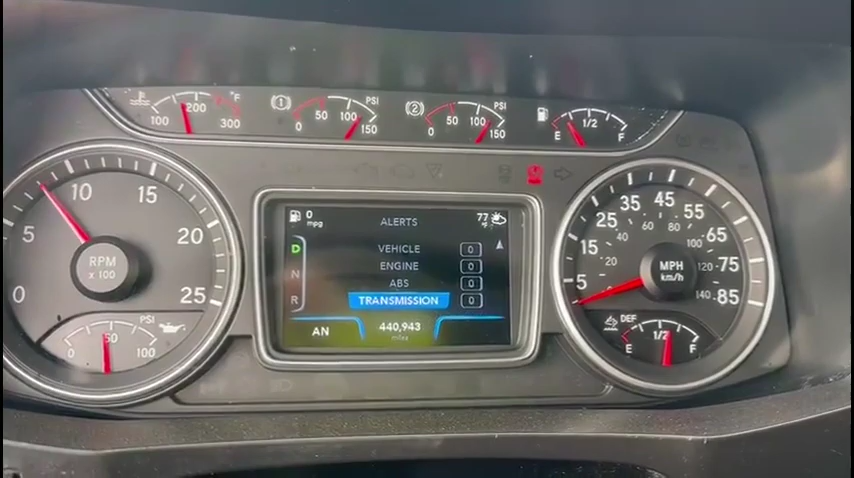 °F
100 200 300
(1) PSI
0 50 100 150
(2) PSI
0 50 100 150
E 1/2 F
0 5 10 15 20 25
RPM
x 100
PSI
0 50 100
0
mpg
ALERTS
77
°F
D
N
R
VEHICLE 0
ENGINE 0
ABS 0
TRANSMISSION 0
AN
440,943
miles
5 15 25 35 45 55 65 75 85
20 40 60 80 100 120 140
MPH
km/h
DEF
E 1/2 F